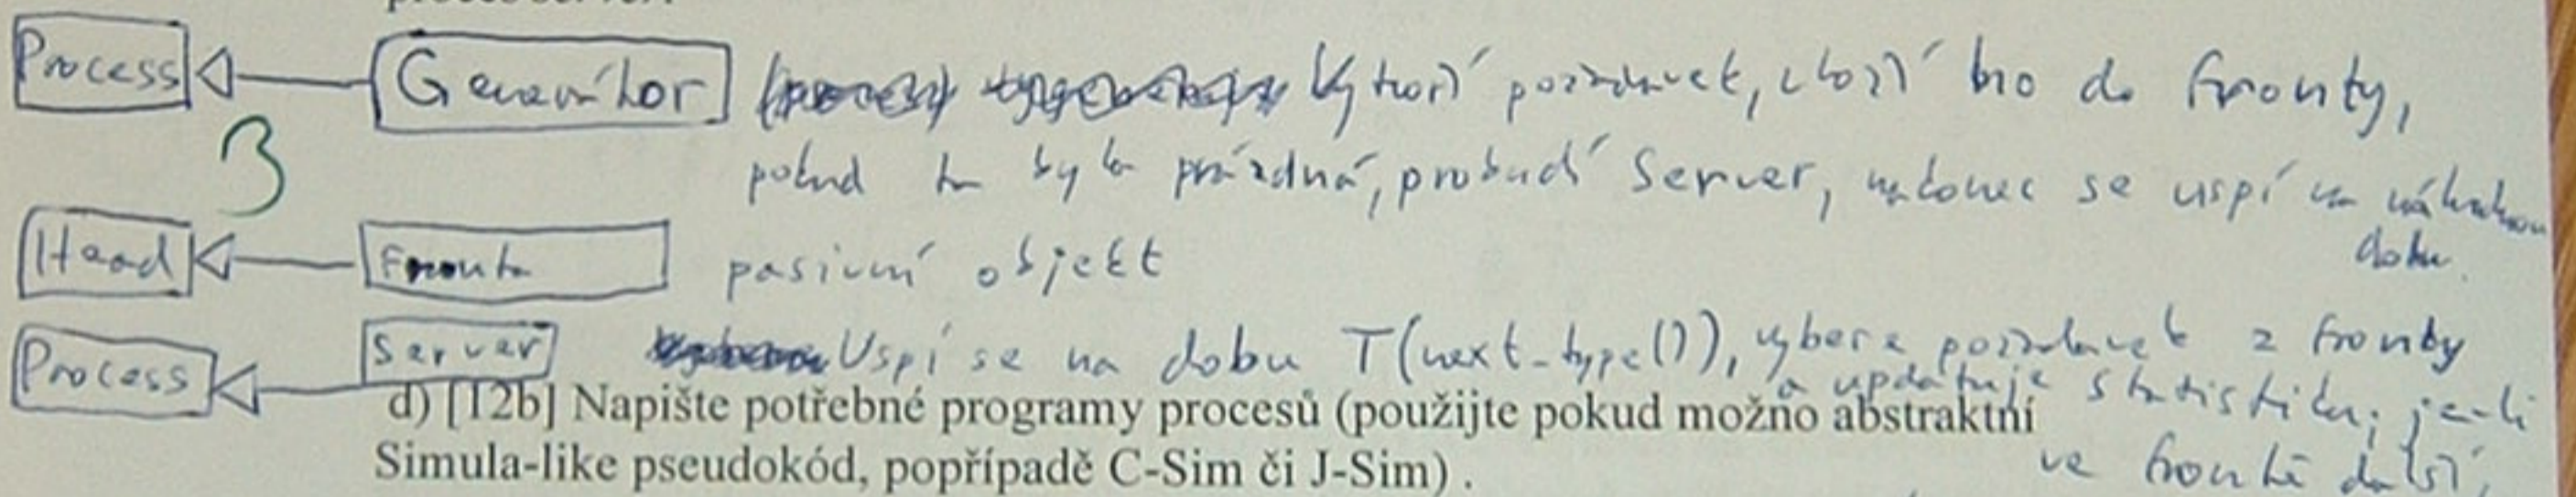 Process Generátor Vytvoří požadavek, vloží ho do fronty,
3
pokud ta byla prázdná, probudí Server, nakonec se uspí na náhodnou
dobu.
Head Fronta pasivní objekt
Process Server Uspí se na dobu T(next_type()), vybere požadavek z fronty
a updatuje statistiku; je-li
d) [12b] Napište potřebné programy procesů (použijte pokud možno abstraktní
ve frontě další,
Simula-like pseudokód, popřípadě C-Sim či J-Sim) .